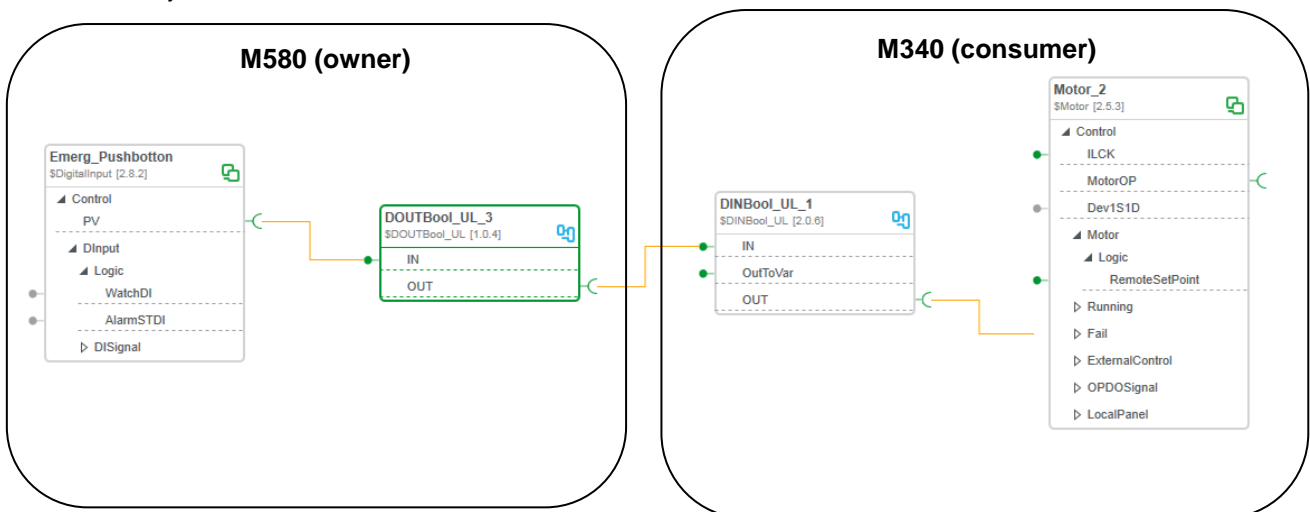 M580 (owner)
Emerg_Pushbotton
$DigitalInput [2.8.2]
Control
PV
DInput
Logic
WatchDI
AlarmSTDI
DISignal
DOUTBool_UL_3
$DOUTBool_UL [1.0.4]
IN
OUT
M340 (consumer)
DINBool_UL_1
$DINBool_UL [2.0.6]
IN
OutToVar
OUT
Motor_2
$Motor [2.5.3]
Control
ILCK
MotorOP
Dev1S1D
Motor
Logic
RemoteSetPoint
Running
Fail
ExternalControl
OPDOSignal
LocalPanel